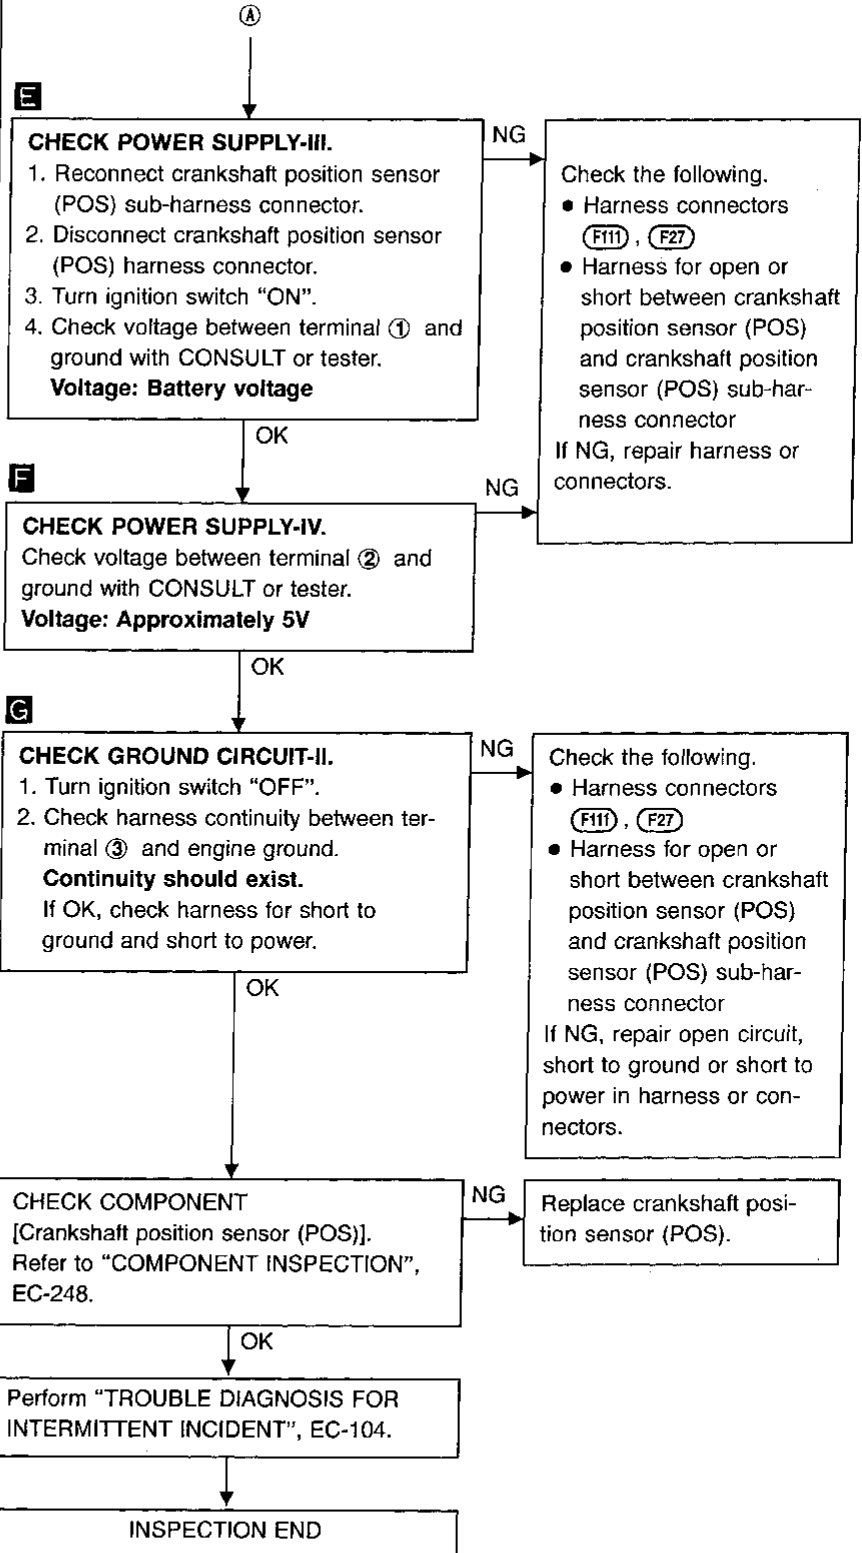 Ⓐ
E
CHECK POWER SUPPLY-III.
1. Reconnect crankshaft position sensor
(POS) sub-harness connector.
2. Disconnect crankshaft position sensor
(POS) harness connector.
3. Turn ignition switch “ON”.
4. Check voltage between terminal ① and
ground with CONSULT or tester.
Voltage: Battery voltage
NG
Check the following.
● Harness connectors
F111 , F27
● Harness for open or
short between crankshaft
position sensor (POS)
and crankshaft position
sensor (POS) sub-har-
ness connector
If NG, repair harness or
connectors.
OK
F
CHECK POWER SUPPLY-IV.
Check voltage between terminal ② and
ground with CONSULT or tester.
Voltage: Approximately 5V
NG
OK
G
CHECK GROUND CIRCUIT-II.
1. Turn ignition switch “OFF”.
2. Check harness continuity between ter-
minal ③ and engine ground.
Continuity should exist.
If OK, check harness for short to
ground and short to power.
NG
Check the following.
● Harness connectors
F111 , F27
● Harness for open or
short between crankshaft
position sensor (POS)
and crankshaft position
sensor (POS) sub-har-
ness connector
If NG, repair open circuit,
short to ground or short to
power in harness or con-
nectors.
OK
CHECK COMPONENT
[Crankshaft position sensor (POS)].
Refer to “COMPONENT INSPECTION”,
EC-248.
NG
Replace crankshaft posi-
tion sensor (POS).
OK
Perform “TROUBLE DIAGNOSIS FOR
INTERMITTENT INCIDENT”, EC-104.
INSPECTION END